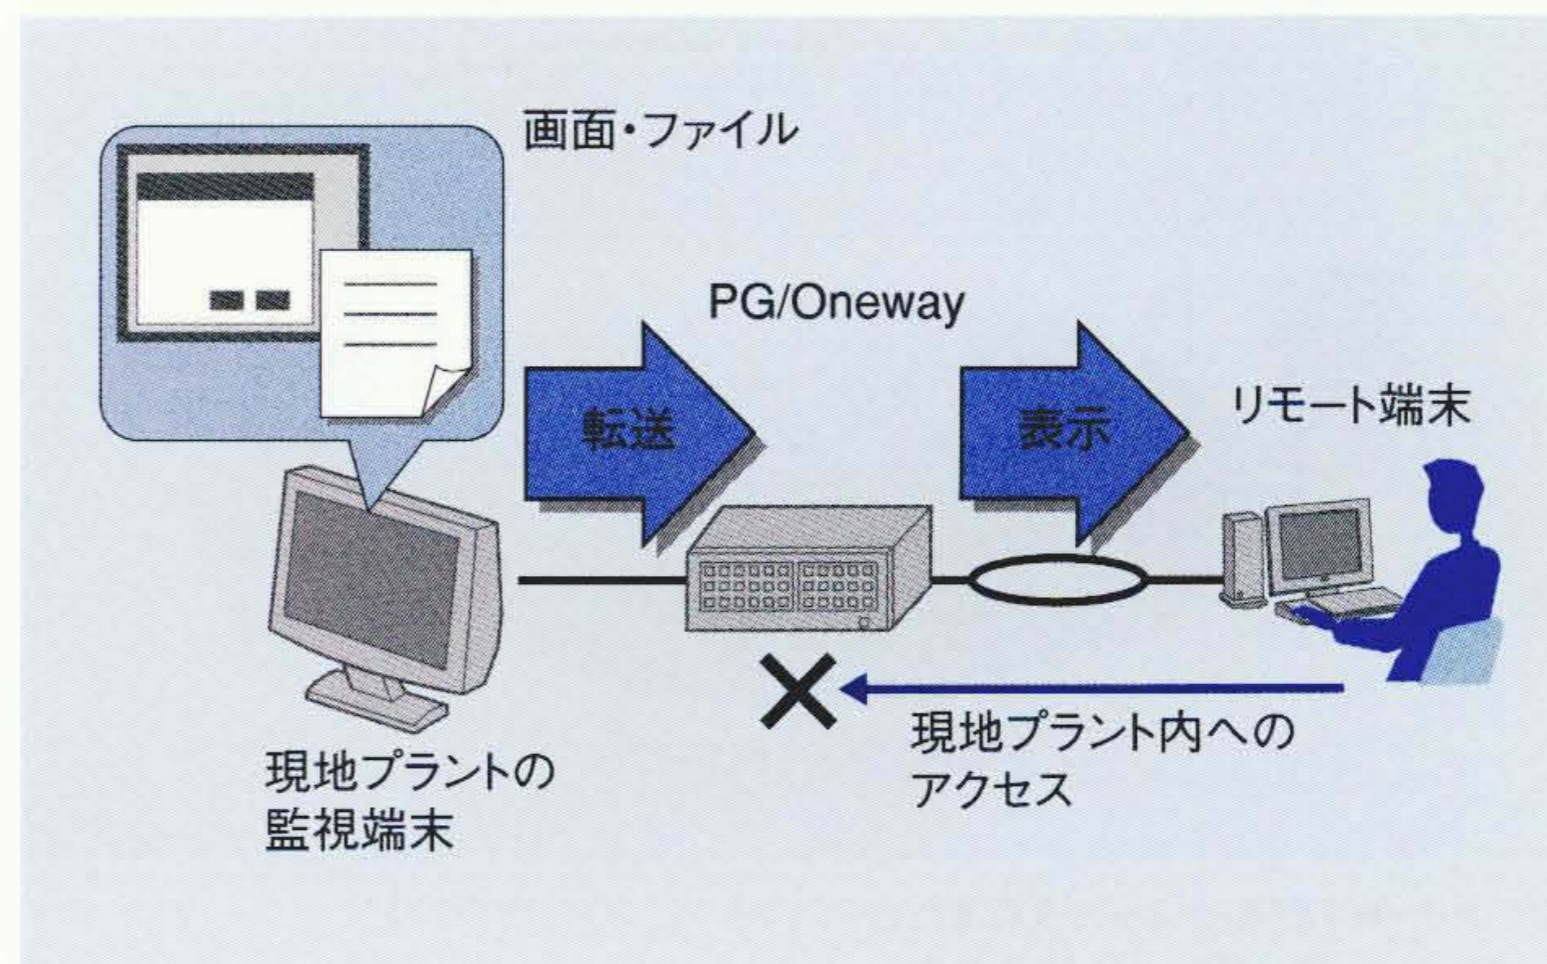 画面・ファイル
PG/Oneway
転送
表示
リモート端末
現地プラント内への
アクセス
現地プラントの
監視端末